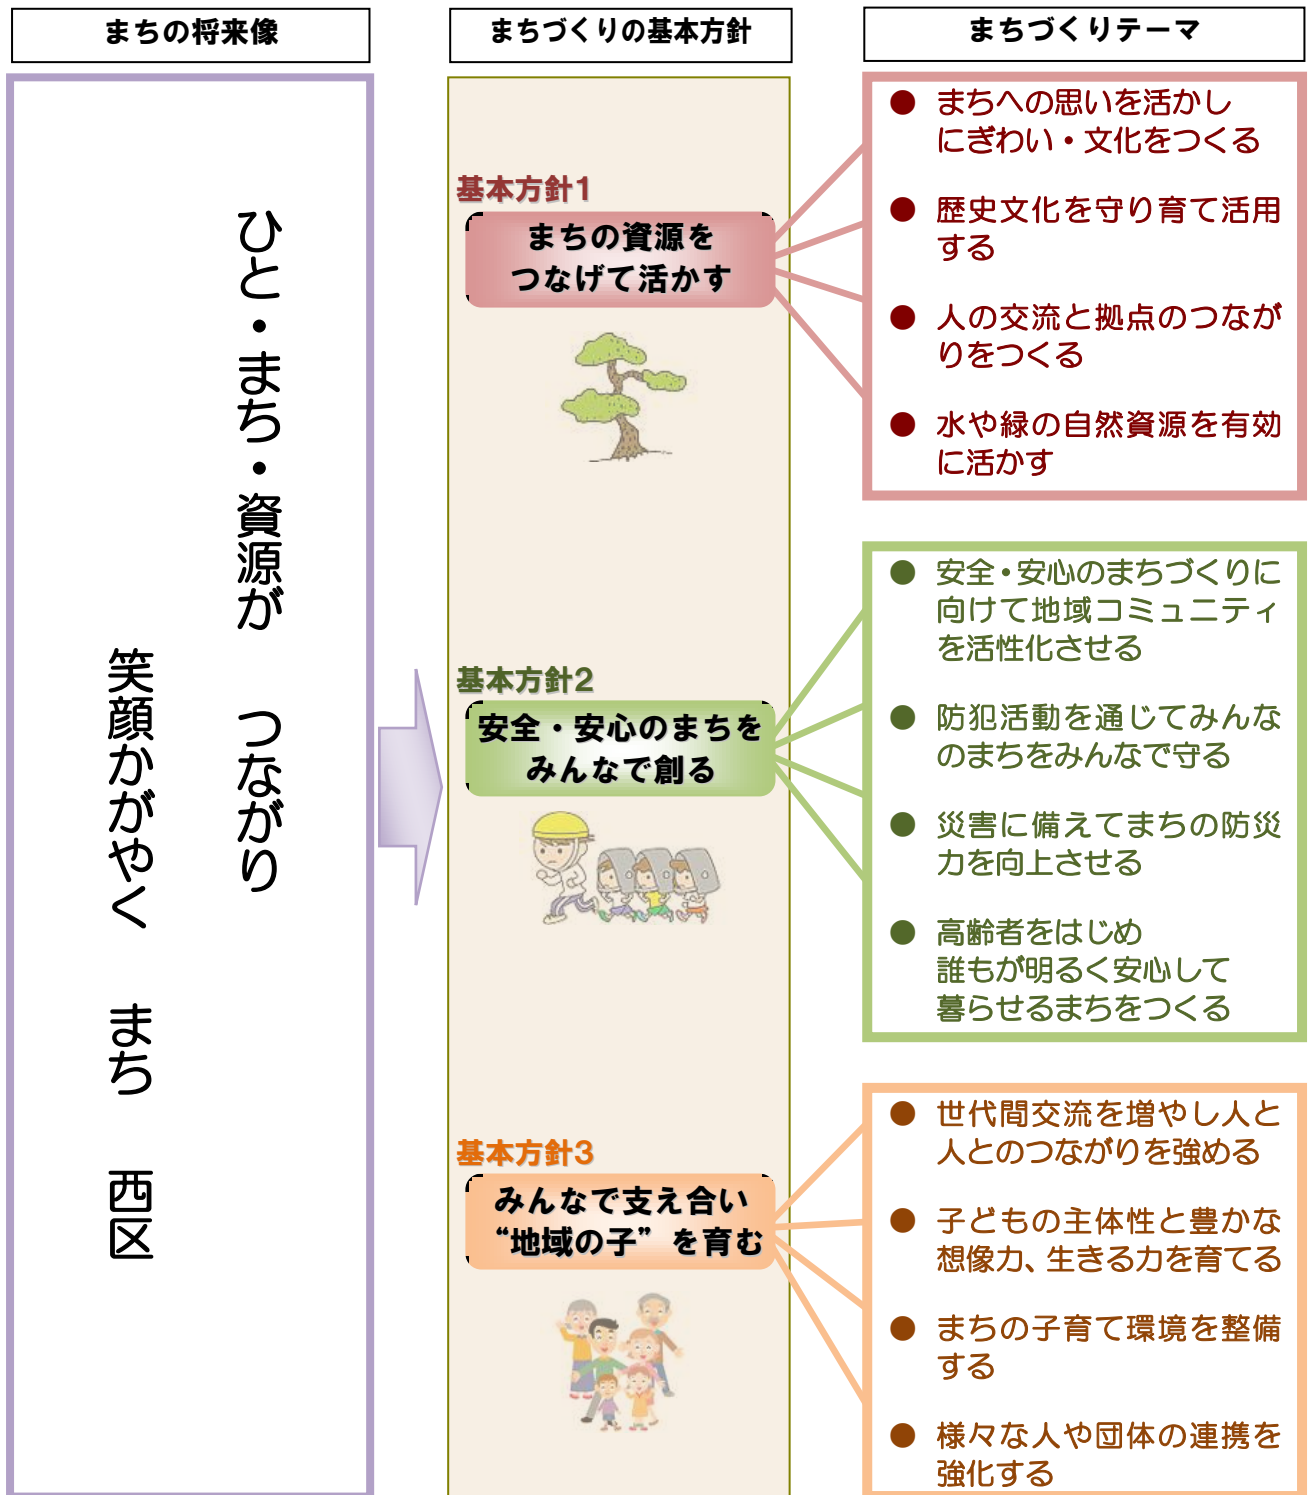 まちの将来像
ひと・まち・資源が　つながり
笑顔かがやく　まち　西区
まちづくりの基本方針
基本方針1
まちの資源を
つなげて活かす
基本方針2
安全・安心のまちを
みんなで創る
基本方針3
みんなで支え合い
“地域の子”を育む
まちづくりテーマ
● まちへの思いを活かし
にぎわい・文化をつくる
● 歴史文化を守り育て活用
する
● 人の交流と拠点のつなが
りをつくる
● 水や緑の自然資源を有効
に活かす
● 安全・安心のまちづくりに
向けて地域コミュニティ
を活性化させる
● 防犯活動を通じてみんな
のまちをみんなで守る
● 災害に備えてまちの防災
力を向上させる
● 高齢者をはじめ
誰もが明るく安心して
暮らせるまちをつくる
● 世代間交流を増やし人と
人とのつながりを強める
● 子どもの主体性と豊かな
想像力、生きる力を育てる
● まちの子育て環境を整備
する
● 様々な人や団体の連携を
強化する